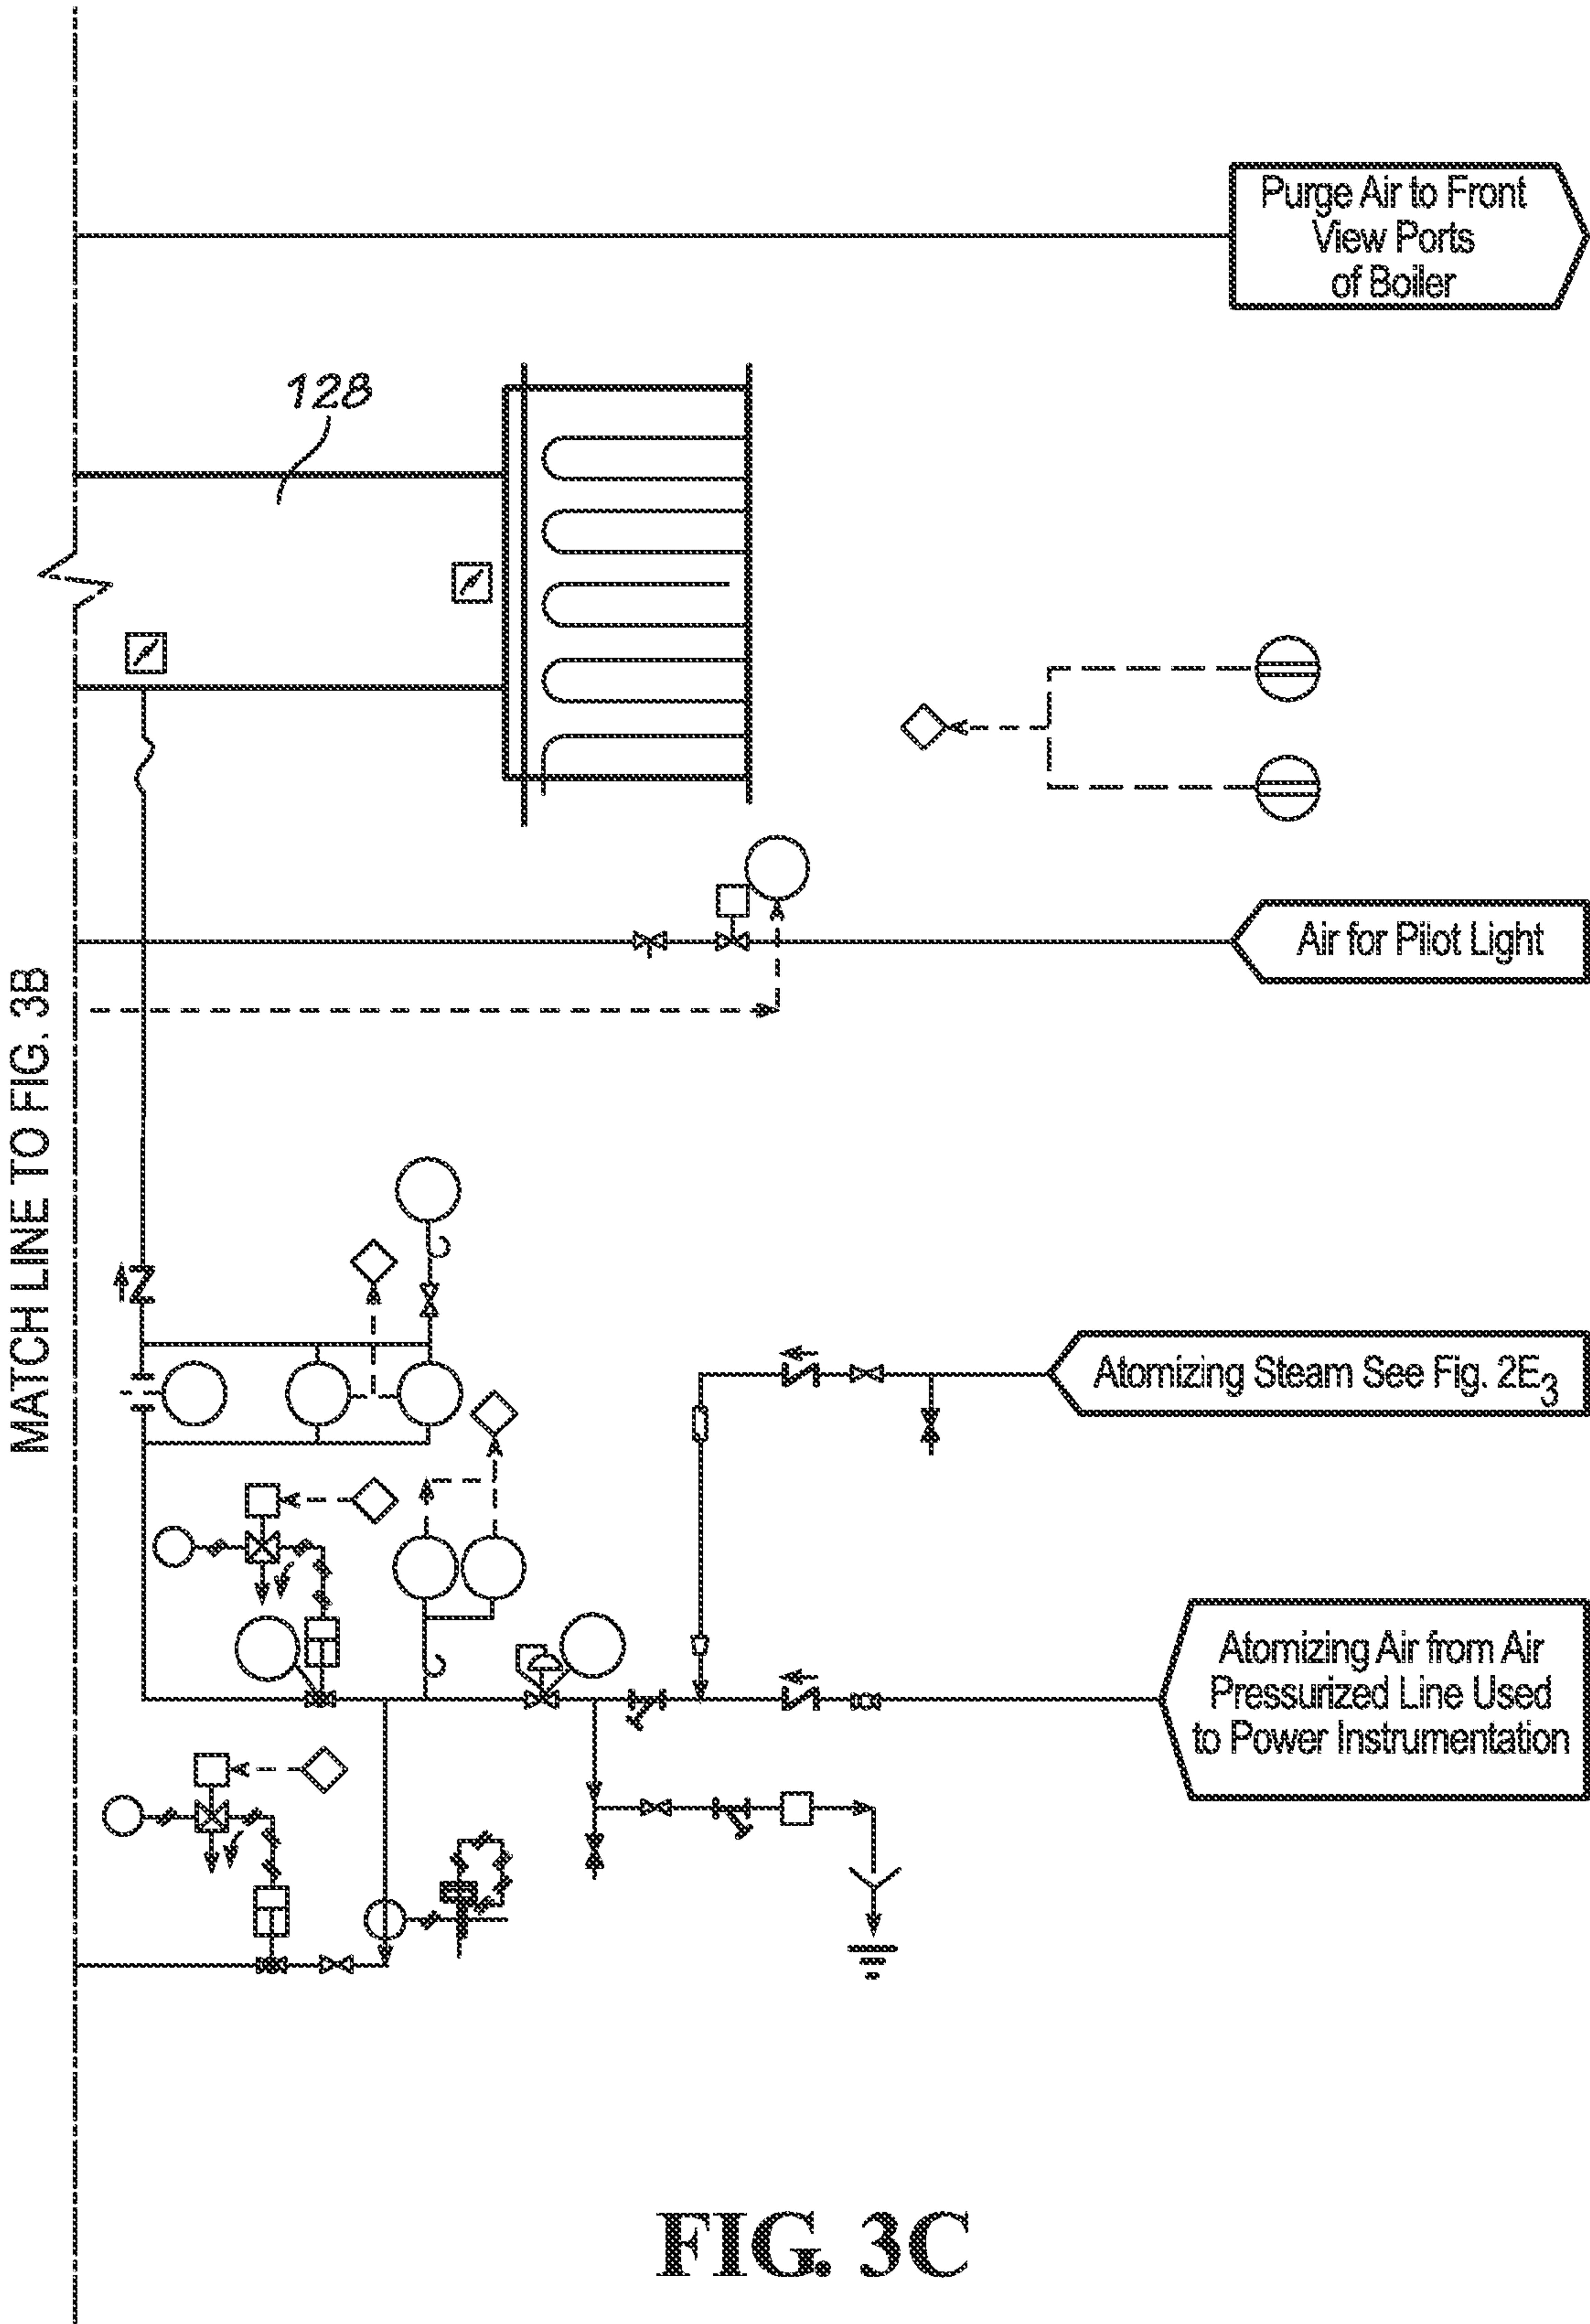 Purge Air to Front
View Ports
of Boiler
128
Air for Pilot Light
MATCH LINE TO FIG. 3B
Atomizing Steam See Fig. 2E3
Atomizing Air from Air
Pressurized Line Used
to Power Instrumentation
FIG. 3C